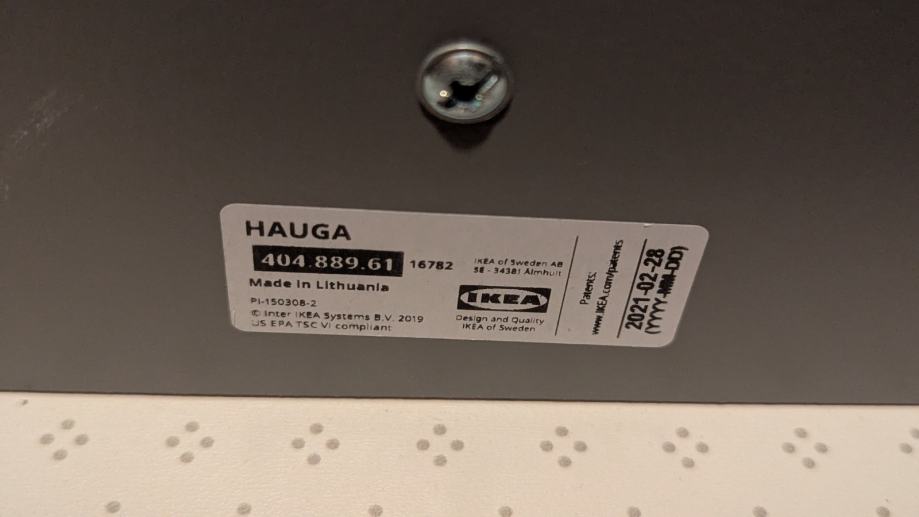 HAUGA
404.889.61 16782
Made in Lithuania
PI-150308-2
© Inter IKEA Systems B.V. 2019
US EPA TSC VI compliant
IKEA of Sweden AB
SE - 34381 Älmhult
IKEA
Design and Quality
IKEA of Sweden
Patents:
www.IKEA.com/patents
2021-02-28
(YYYY-MM-DD)